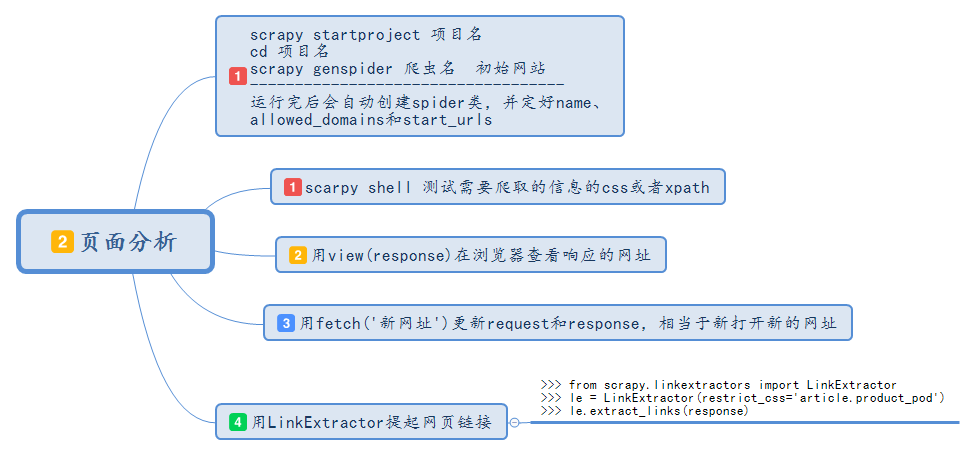 2 页面分析
1
scrapy startproject 项目名
cd 项目名
scrapy genspider 爬虫名 初始网站
-----------------------------------
运行完后会自动创建spider类, 并定好name、
allowed_domains和start_urls
1 scarpy shell 测试需要爬取的信息的css或者xpath
2 用view(response)在浏览器查看响应的网址
3 用fetch('新网址')更新request和response, 相当于新打开新的网址
4 用LinkExtractor提起网页链接
>>> from scrapy.linkextractors import LinkExtractor
>>> le = LinkExtractor(restrict_css='article.product_pod')
>>> le.extract_links(response)